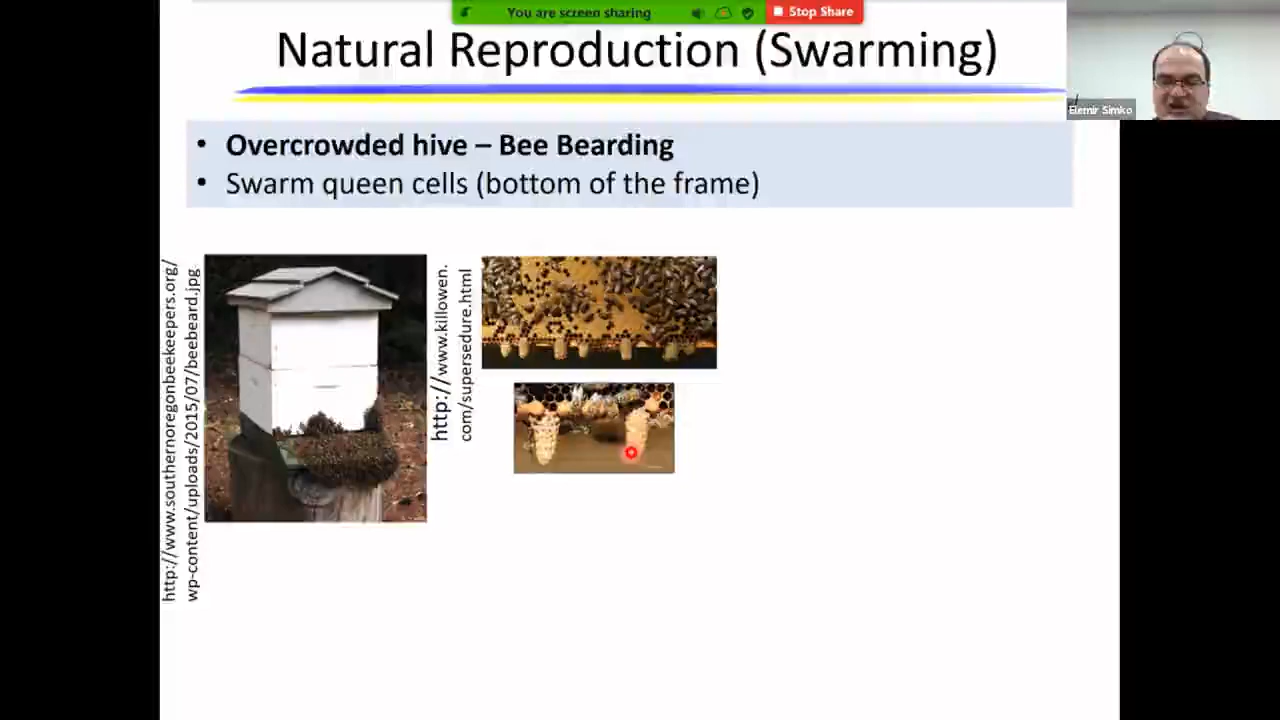 You are screen sharing
Stop Share
Natural Reproduction (Swarming)
Elemir Simko
• Overcrowded hive – Bee Bearding
• Swarm queen cells (bottom of the frame)
http://www.southernoregonbeekeepers.org/
wp-content/uploads/2015/07/beebeard.jpg
http://www.killowen.
com/supersedure.html